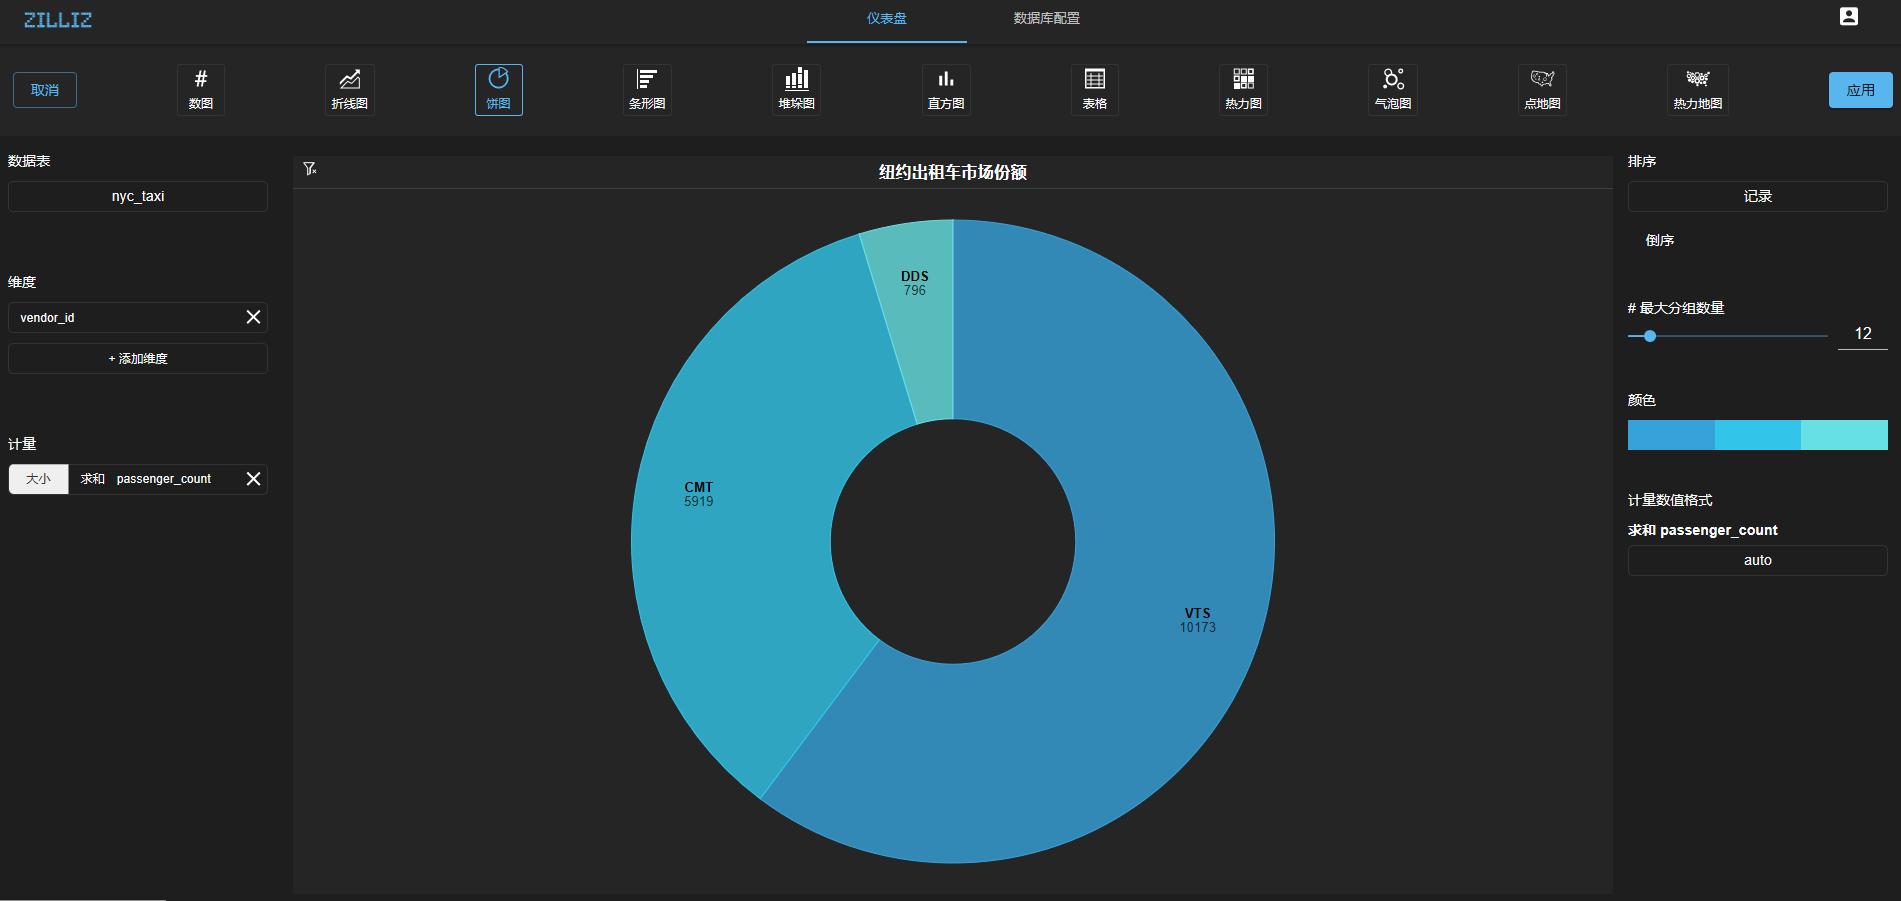 ZILLIZ
仪表盘
数据库配置
取消
#
数图
折线图
饼图
条形图
堆垛图
直方图
表格
热力图
气泡图
点地图
热力地图
应用
数据表
nyc_taxi
维度
vendor_id
+ 添加维度
计量
大小 求和 passenger_count
纽约出租车市场份额
DDS
796
CMT
5919
VTS
10173
排序
记录
倒序
# 最大分组数量
12
颜色
计量数值格式
求和 passenger_count
auto